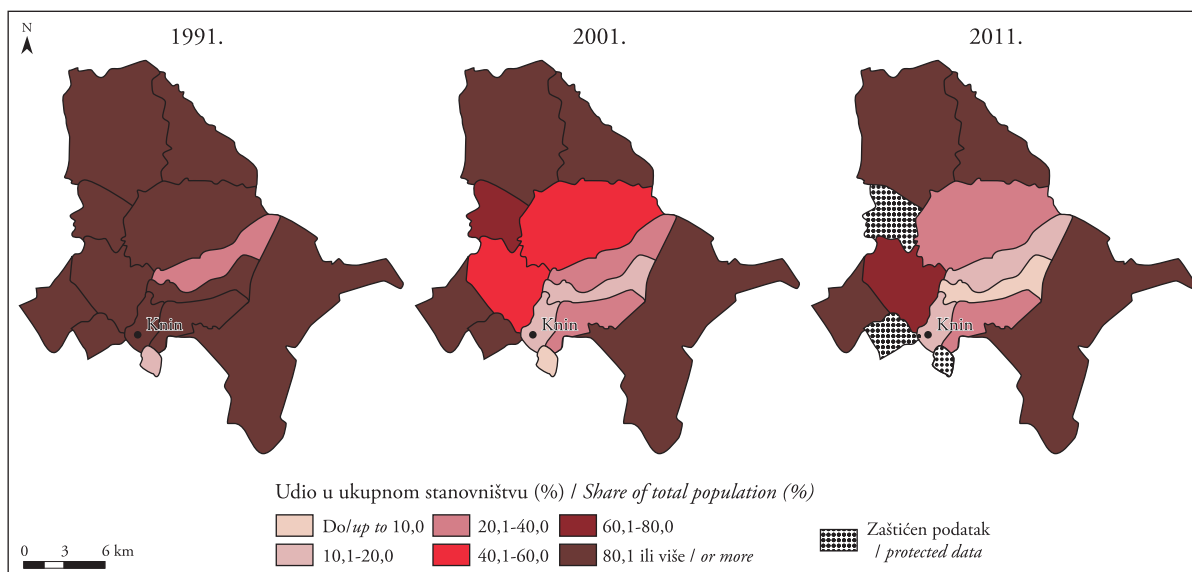 N
1991.
2001.
2011.
Knin
Knin
Knin
Udio u ukupnom stanovništvu (%) / Share of total population (%)
Do/up to 10,0
20,1-40,0
60,1-80,0
10,1-20,0
40,1-60,0
80,1 ili više / or more
Zaštićen podatak
/ protected data
0 3 6 km